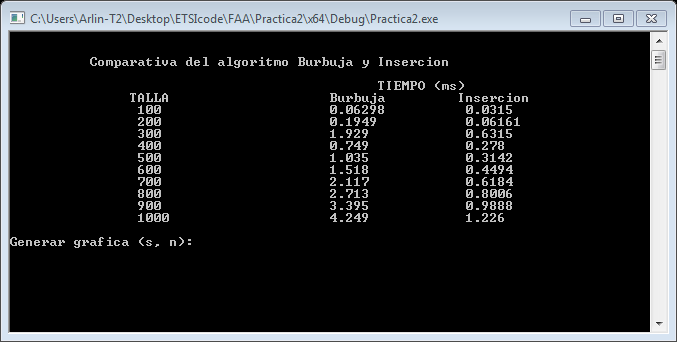 C:\Users\Arlin-T2\Desktop\ETSIcode\FAA\Practica2\x64\Debug\Practica2.exe
Comparativa del algoritmo Burbuja y Insercion
TIEMPO (ms)
TALLA Burbuja Insercion
100 0.06298 0.0315
200 0.1949 0.06161
300 1.929 0.6315
400 0.749 0.278
500 1.035 0.3142
600 1.518 0.4494
700 2.117 0.6184
800 2.713 0.8006
900 3.395 0.9888
1000 4.249 1.226
Generar grafica (s, n):